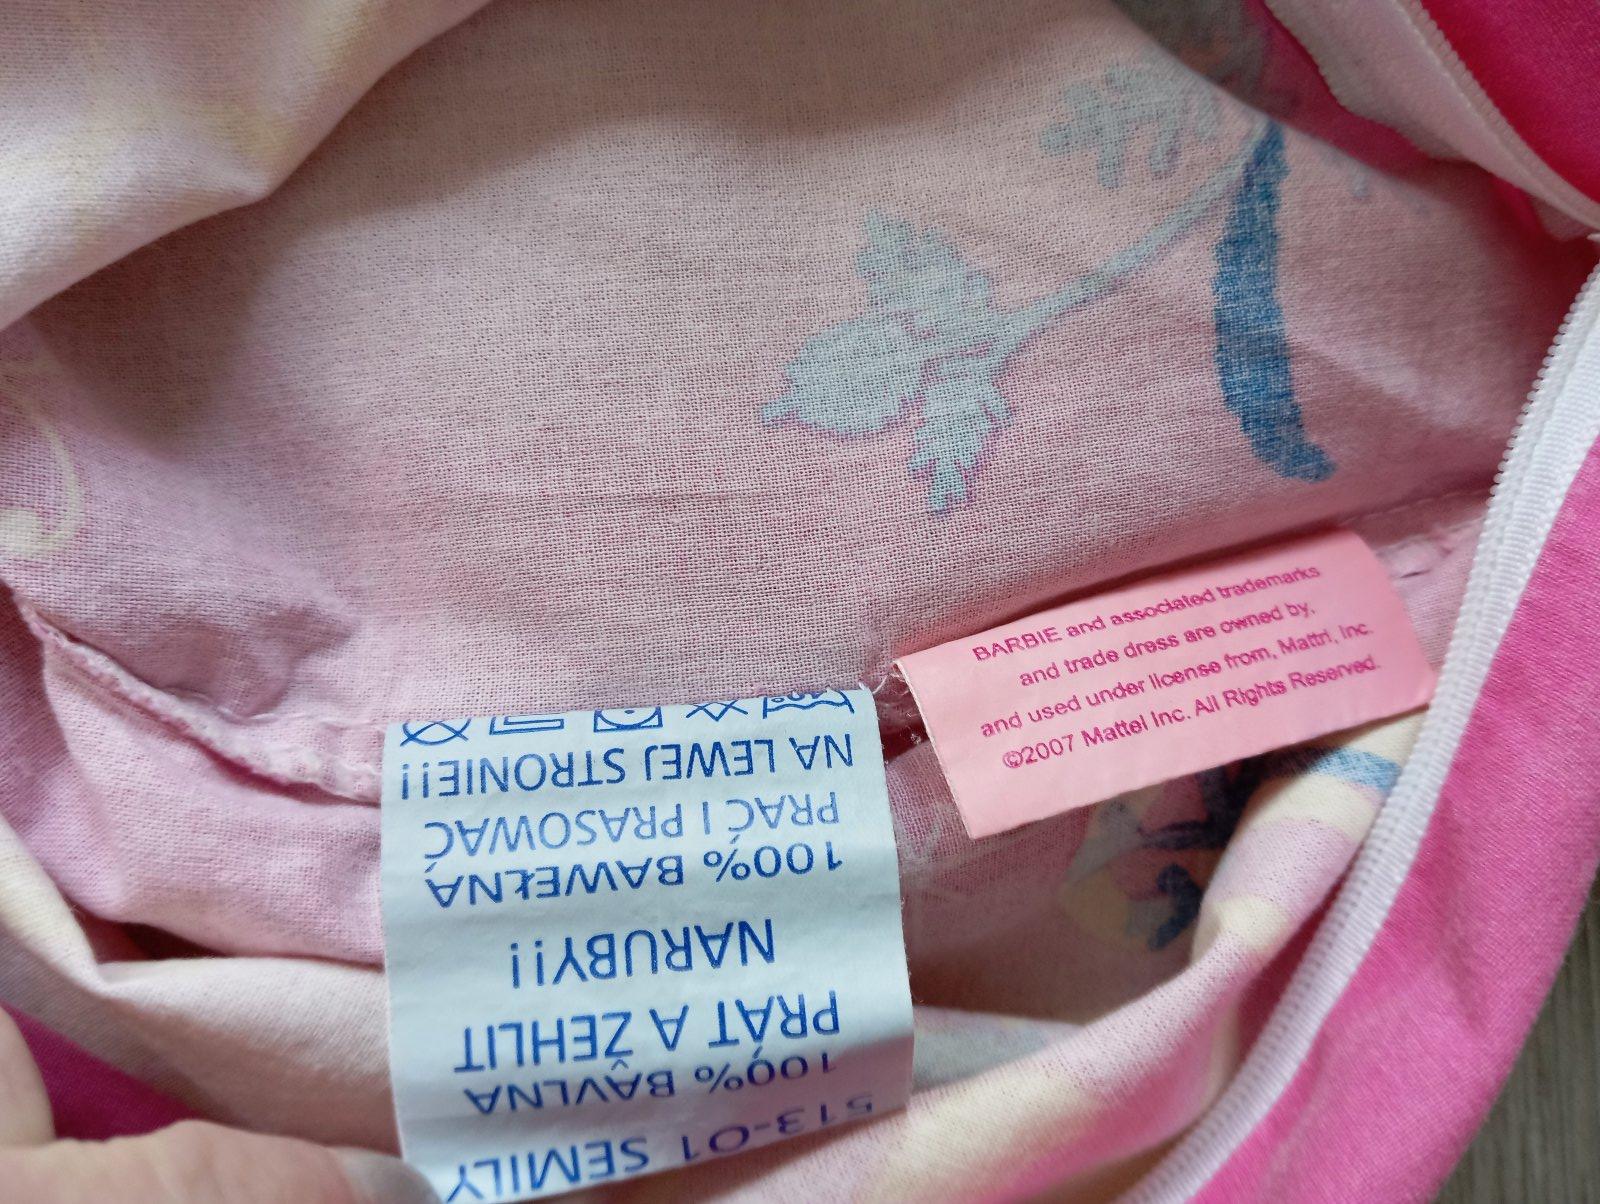 BARBIE and associated trademarks
and trade dress are owned by,
and used under license from, Mattrl, Inc.
©2007 Mattel Inc. All Rights Reserved.
513-01 SEMILY
100% BAVLNA
PRÁT A ŽEHLIT
NARUBY!!
100% BAWEŁNA
PRAĆ I PRASOWAĆ
NA LEWEJ STRONIE!!